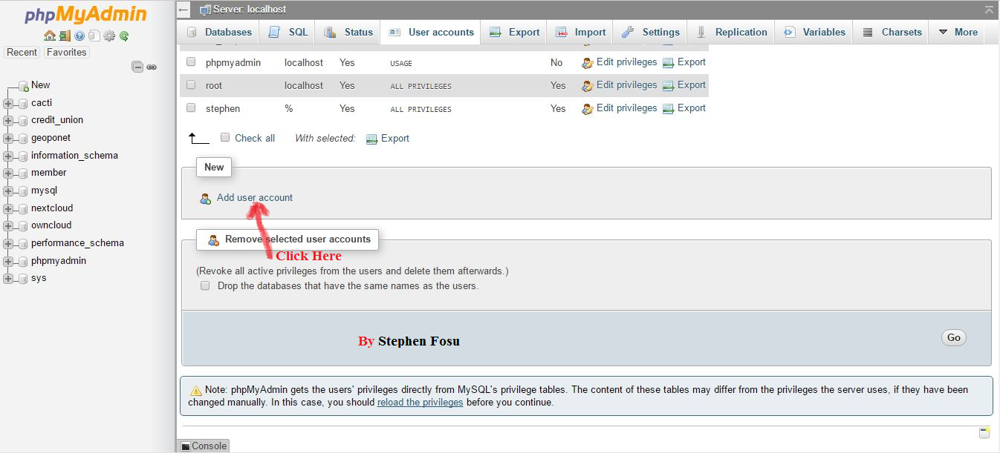 phpMyAdmin
Recent Favorites
New
cacti
credit_union
geoponet
information_schema
member
mysql
nextcloud
owncloud
performance_schema
phpmyadmin
sys
Server: localhost
Databases SQL Status User accounts Export Import Settings Replication Variables Charsets More
phpmyadmin localhost Yes USAGE No Edit privileges Export
root localhost Yes ALL PRIVILEGES Yes Edit privileges Export
stephen % Yes ALL PRIVILEGES Yes Edit privileges Export
Check all With selected: Export
New
Add user account
Remove selected user accounts
Click Here
(Revoke all active privileges from the users and delete them afterwards.)
Drop the databases that have the same names as the users.
By Stephen Fosu
Go
Note: phpMyAdmin gets the users' privileges directly from MySQL's privilege tables. The content of these tables may differ from the privileges the server uses, if they have been
changed manually. In this case, you should reload the privileges before you continue.
Console